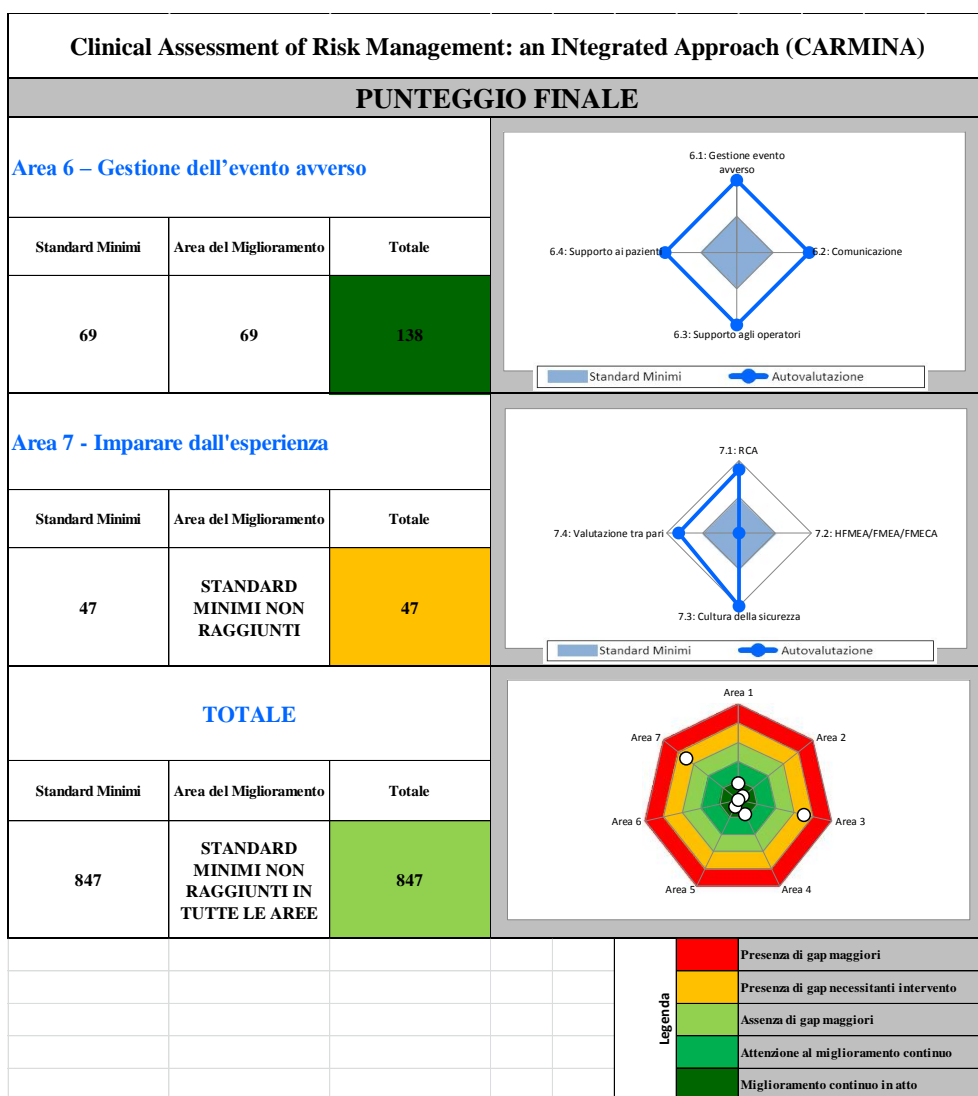 Clinical Assessment of Risk Management: an INtegrated Approach (CARMINA)
PUNTEGGIO FINALE
Area 6 – Gestione dell'evento avverso
Standard Minimi
Area del Miglioramento
Totale
69
69
138
6.1: Gestione evento
avverso
6.4: Supporto ai pazienti
6.2: Comunicazione
6.3: Supporto agli operatori
Standard Minimi
Autovalutazione
Area 7 - Imparare dall'esperienza
Standard Minimi
Area del Miglioramento
Totale
47
STANDARD
MINIMI NON
RAGGIUNTI
47
7.1: RCA
7.4: Valutazione tra pari
7.2: HFMEA/FMEA/FMECA
7.3: Cultura della sicurezza
Standard Minimi
Autovalutazione
TOTALE
Standard Minimi
Area del Miglioramento
Totale
847
STANDARD
MINIMI NON
RAGGIUNTI IN
TUTTE LE AREE
847
Area 1
Area 7
Area 2
Area 6
Area 3
Area 5
Area 4
Legenda
Presenza di gap maggiori
Presenza di gap necessitanti intervento
Assenza di gap maggiori
Attenzione al miglioramento continuo
Miglioramento continuo in atto